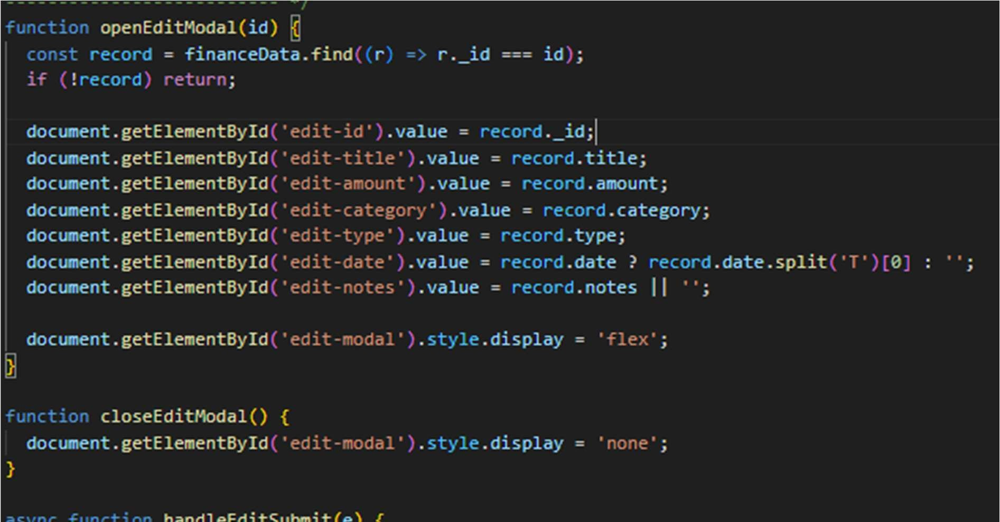 -------------------------- */
function openEditModal(id) {
  const record = financeData.find((r) => r._id === id);
  if (!record) return;

  document.getElementById('edit-id').value = record._id;
  document.getElementById('edit-title').value = record.title;
  document.getElementById('edit-amount').value = record.amount;
  document.getElementById('edit-category').value = record.category;
  document.getElementById('edit-type').value = record.type;
  document.getElementById('edit-date').value = record.date ? record.date.split('T')[0] : '';
  document.getElementById('edit-notes').value = record.notes || '';

  document.getElementById('edit-modal').style.display = 'flex';
}

function closeEditModal() {
  document.getElementById('edit-modal').style.display = 'none';
}

async function handleEditSubmit(e) {